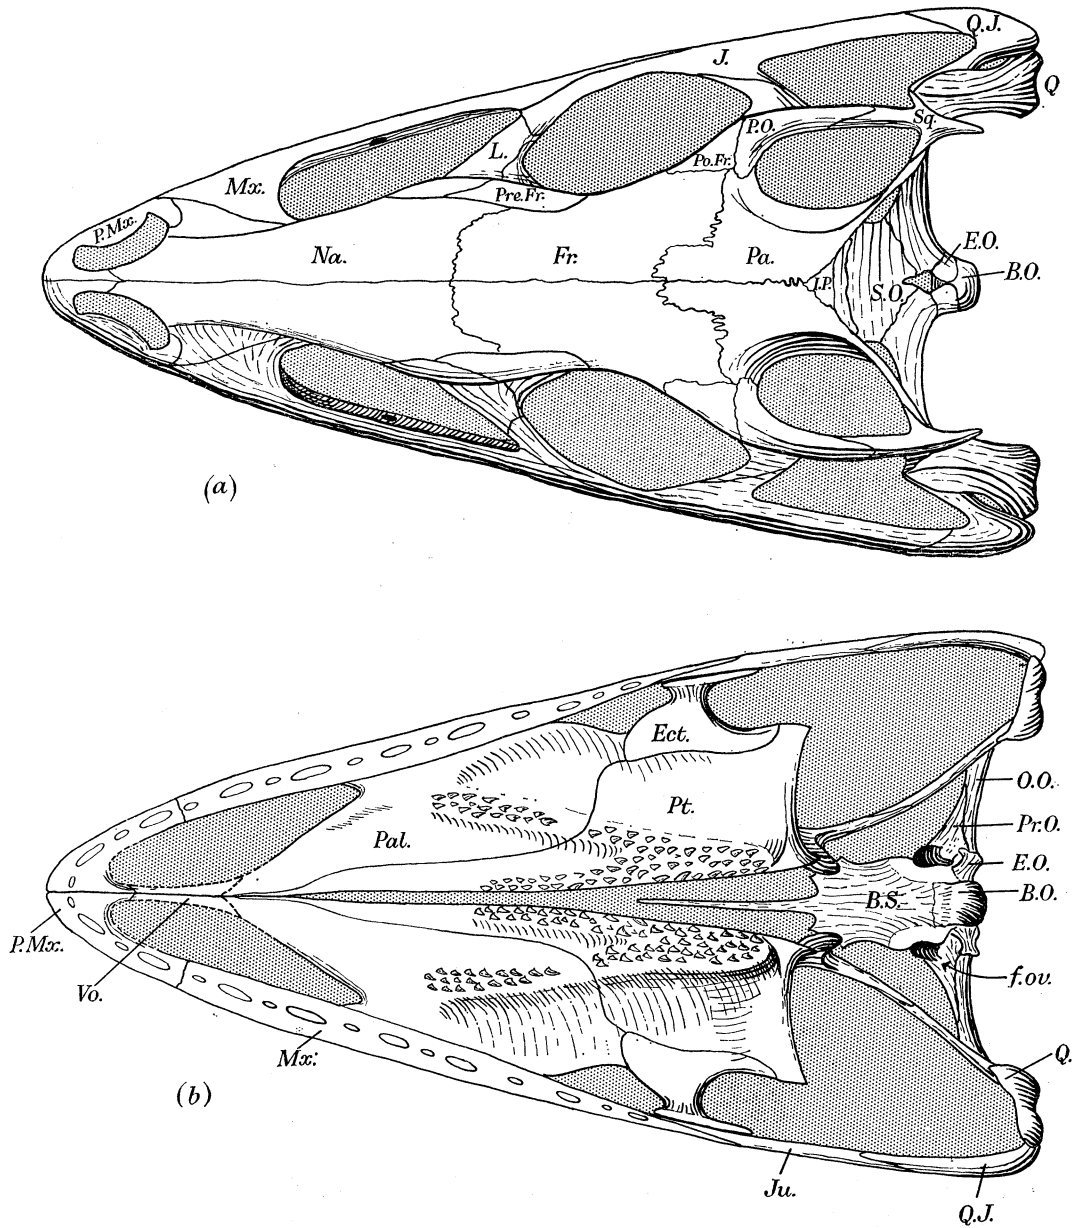 Q.J.
J.
Q
Sq.
P.O.
L.
Po.Fr.
Mx.
Pre.Fr.
P.Mx.
E.O.
Na.
Fr.
Pa.
B.O.
I.P.
S.O.
(a)
Ect.
O.O.
Pt.
Pr.O.
Pal.
E.O.
B.S.
B.O.
P.Mx.
Vo.
f.ov.
Mx.
Q.
(b)
Ju.
Q.J.